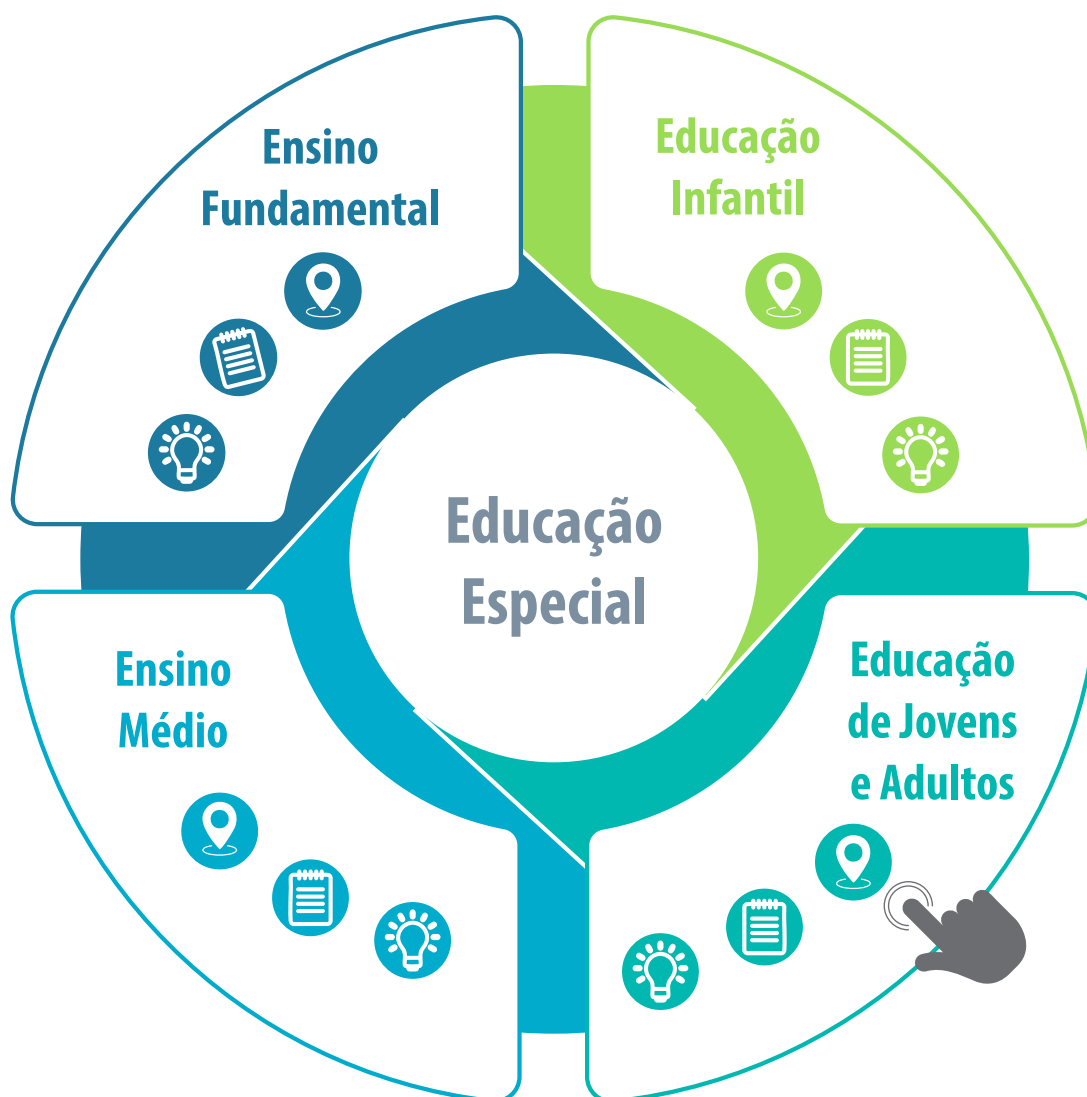 Ensino
Fundamental
Educação
Infantil
Educação
Especial
Ensino
Médio
Educação
de Jovens
e Adultos